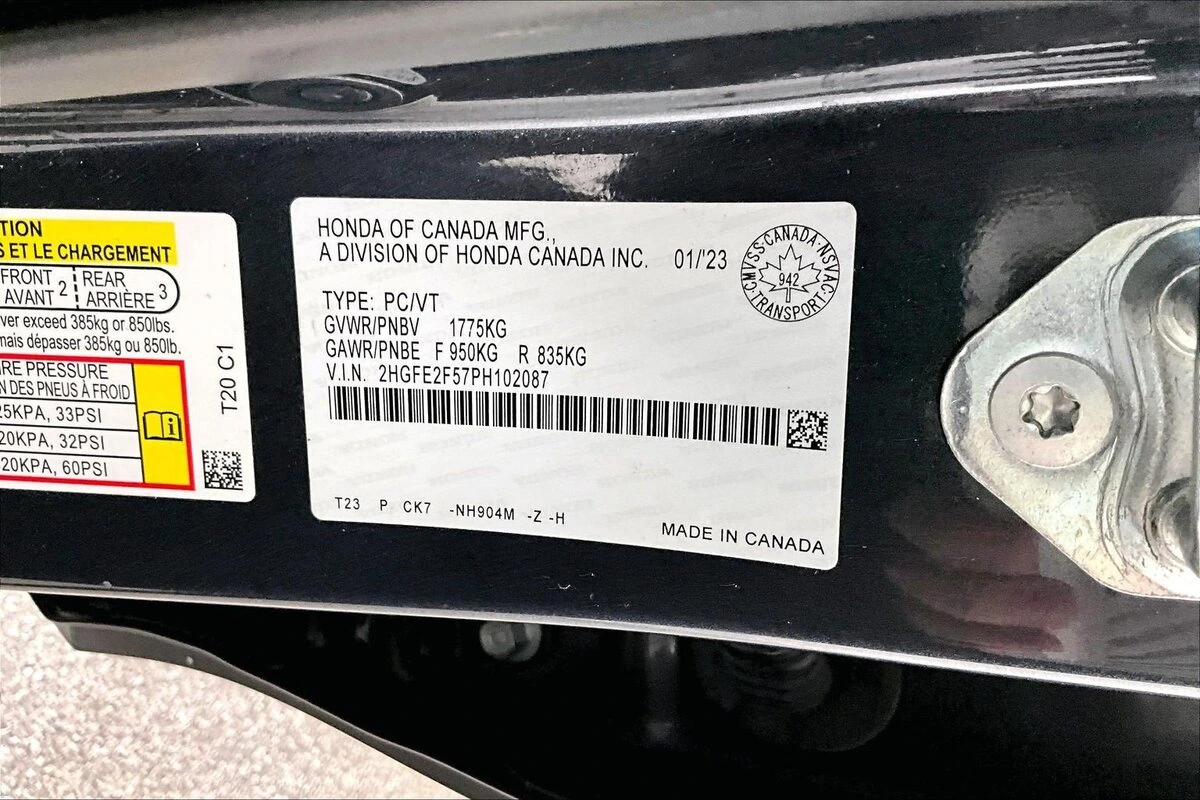 TION
S ET LE CHARGEMENT
FRONT
AVANT 2
REAR
ARRIÈRE 3
ver exceed 385kg or 850lbs.
mais dépasser 385kg ou 850lb.
RE PRESSURE
N DES PNEUS À FROID
25KPA, 33PSI
20KPA, 32PSI
20KPA, 60PSI
i
T20 C1
HONDA OF CANADA MFG.,
A DIVISION OF HONDA CANADA INC. 01/'23
CMVSS·CANADA·NSVAC·TRANSPORT·
942
TYPE: PC/VT
GVWR/PNBV 1775KG
GAWR/PNBE F 950KG R 835KG
V.I.N. 2HGFE2F57PH102087
T23 P CK7 -NH904M -Z -H
MADE IN CANADA